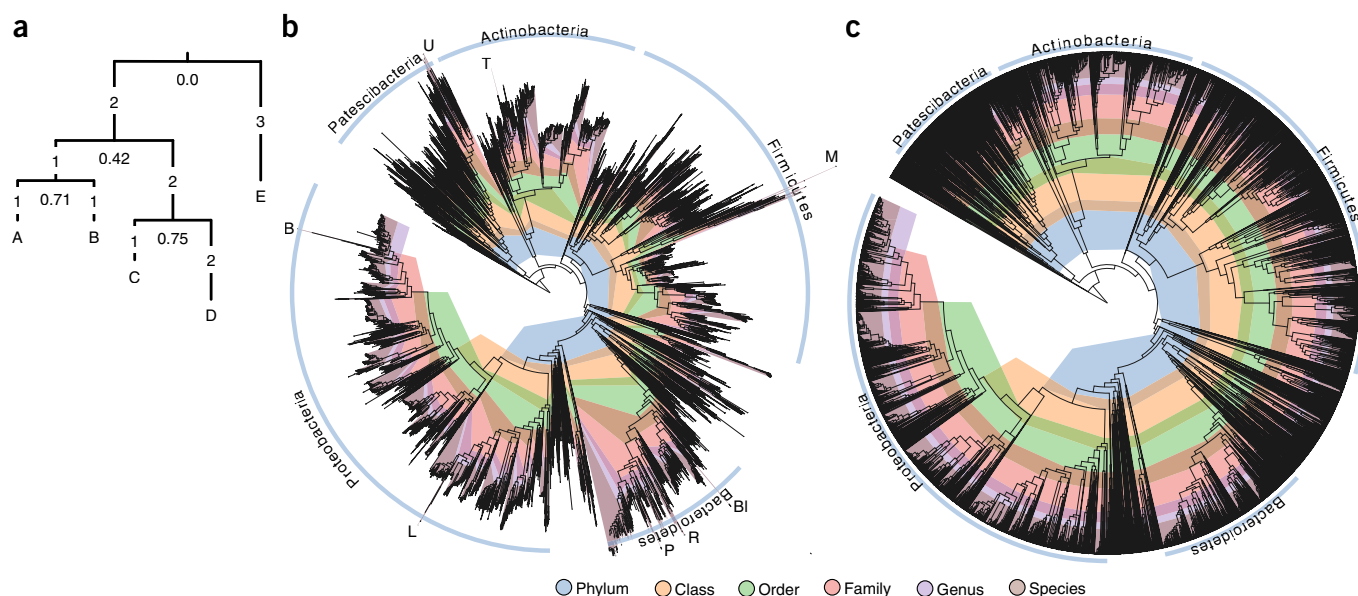 a
0.0
2
3
1
0.42
2
E
1
0.71
1
A
B
1
0.75
2
C
D
b
U
Actinobacteria
T
Patescibacteria
Firmicutes
M
B
Proteobacteria
L
Bacteroidetes
Bl
R
P
c
Actinobacteria
Patescibacteria
Firmicutes
Proteobacteria
Bacteroidetes
Phylum Class Order Family Genus Species